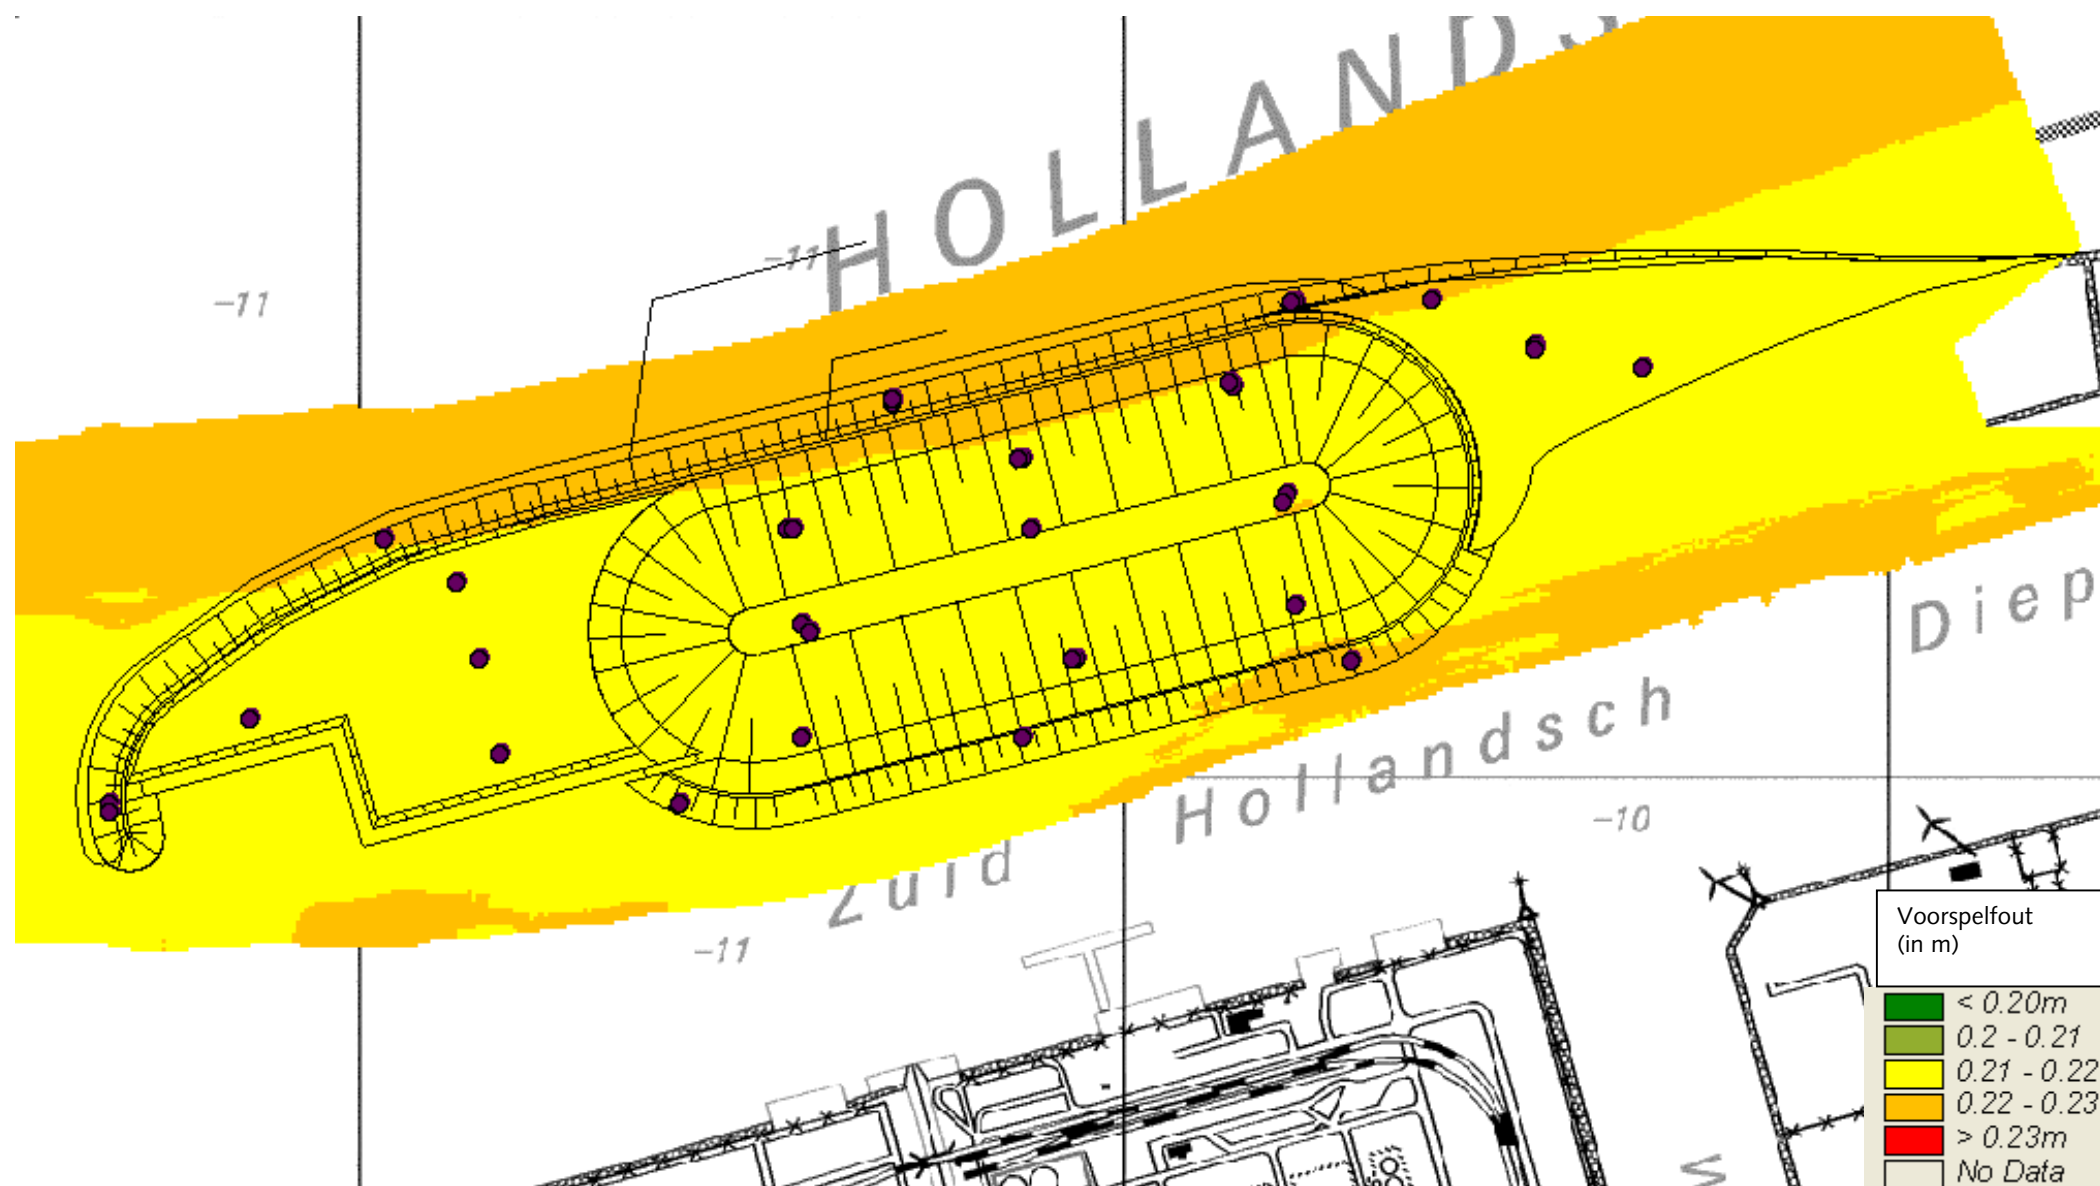 HOLLANDS
-11
-11
Diep
Hollandsch
-10
Zuid
-11
Voorspelfout
(in m)
< 0.20m
0.2 - 0.21
0.21 - 0.22
0.22 - 0.23
> 0.23m
No Data